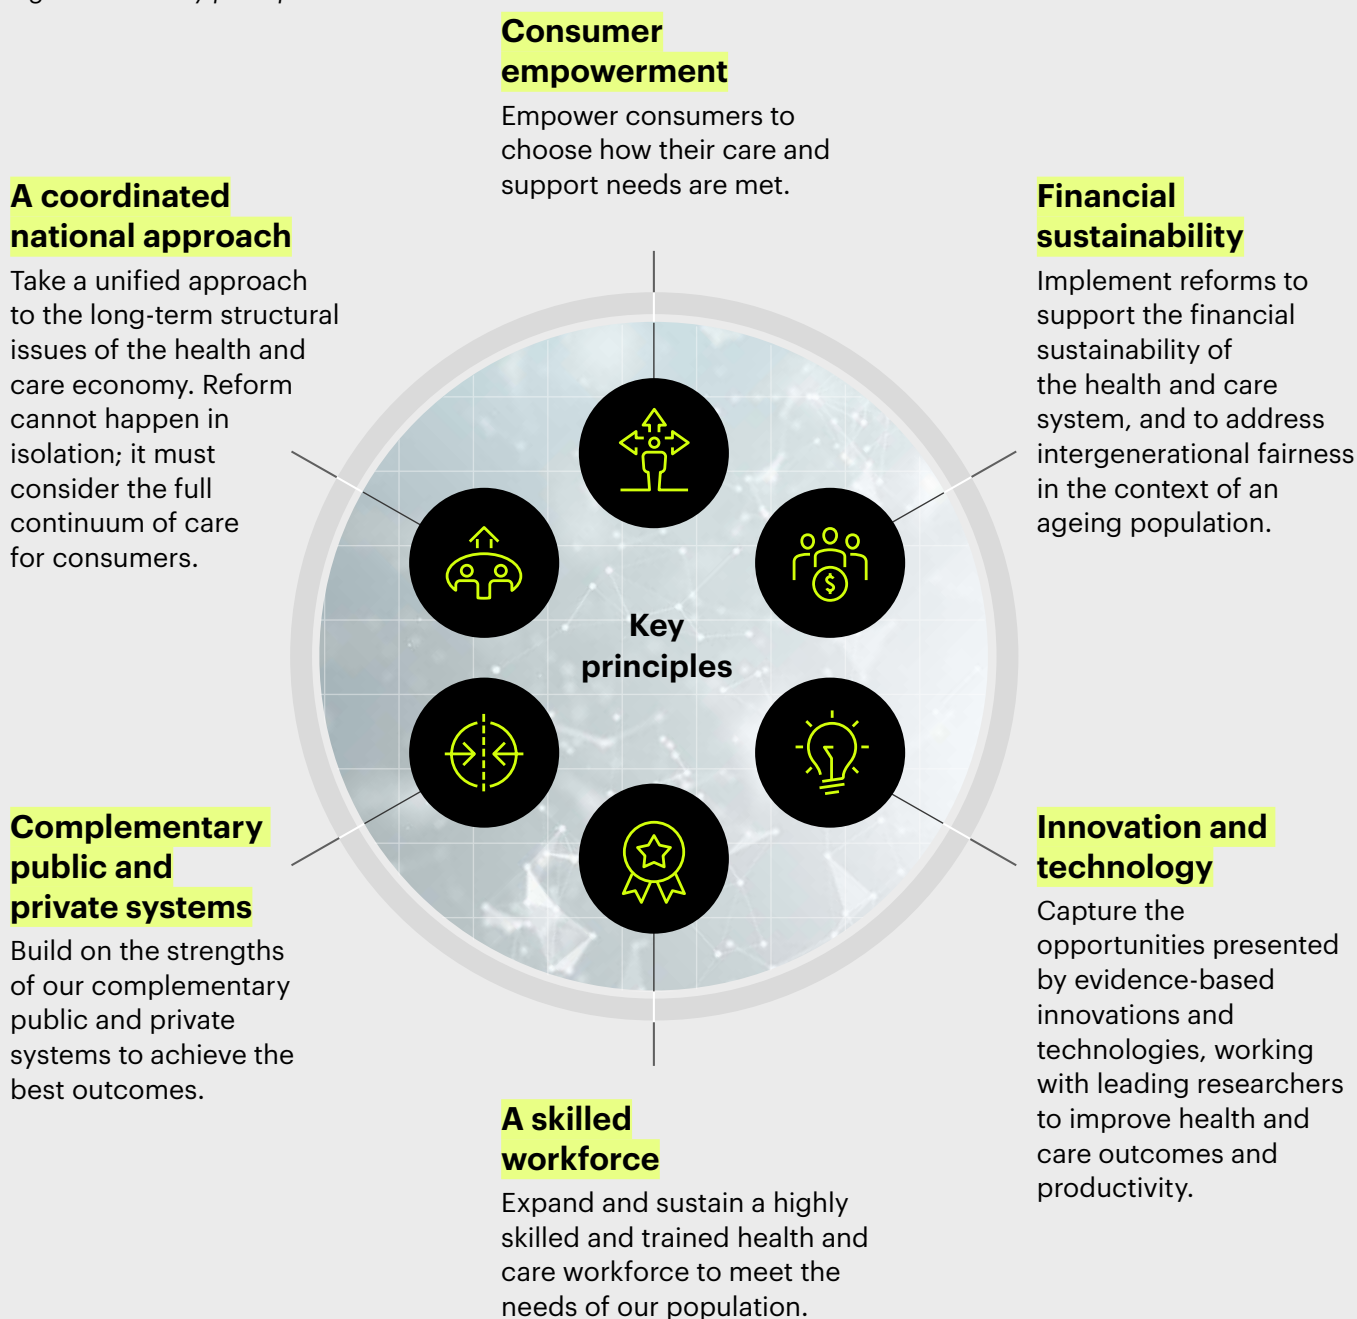 Consumer
empowerment
Empower consumers to
choose how their care and
support needs are met.
A coordinated
national approach
Take a unified approach
to the long-term structural
issues of the health and
care economy. Reform
cannot happen in
isolation; it must
consider the full
continuum of care
for consumers.
Financial
sustainability
Implement reforms to
support the financial
sustainability of
the health and care
system, and to address
intergenerational fairness
in the context of an
ageing population.
Key
principles
$
Complementary
public and
private systems
Build on the strengths
of our complementary
public and private
systems to achieve the
best outcomes.
Innovation and
technology
Capture the
opportunities presented
by evidence-based
innovations and
technologies, working
with leading researchers
to improve health and
care outcomes and
productivity.
A skilled
workforce
Expand and sustain a highly
skilled and trained health and
care workforce to meet the
needs of our population.